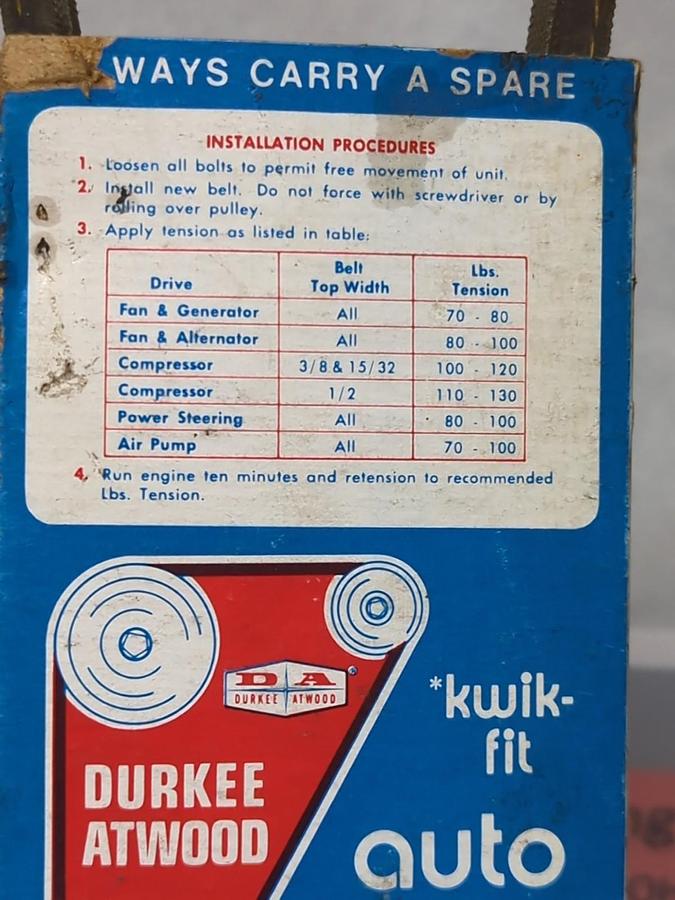 WAYS CARRY A SPARE
INSTALLATION PROCEDURES
1. Loosen all bolts to permit free movement of unit.
2. Install new belt. Do not force with screwdriver or by
rolling over pulley.
3. Apply tension as listed in table:
Drive Belt Top Width Lbs. Tension
Fan & Generator All 70 - 80
Fan & Alternator All 80 - 100
Compressor 3/8 & 15/32 100 - 120
Compressor 1/2 110 - 130
Power Steering All 80 - 100
Air Pump All 70 - 100
4. Run engine ten minutes and retension to recommended
Lbs. Tension.
D A ®
DURKEE ATWOOD
DURKEE
ATWOOD
*kwik-
fit
auto